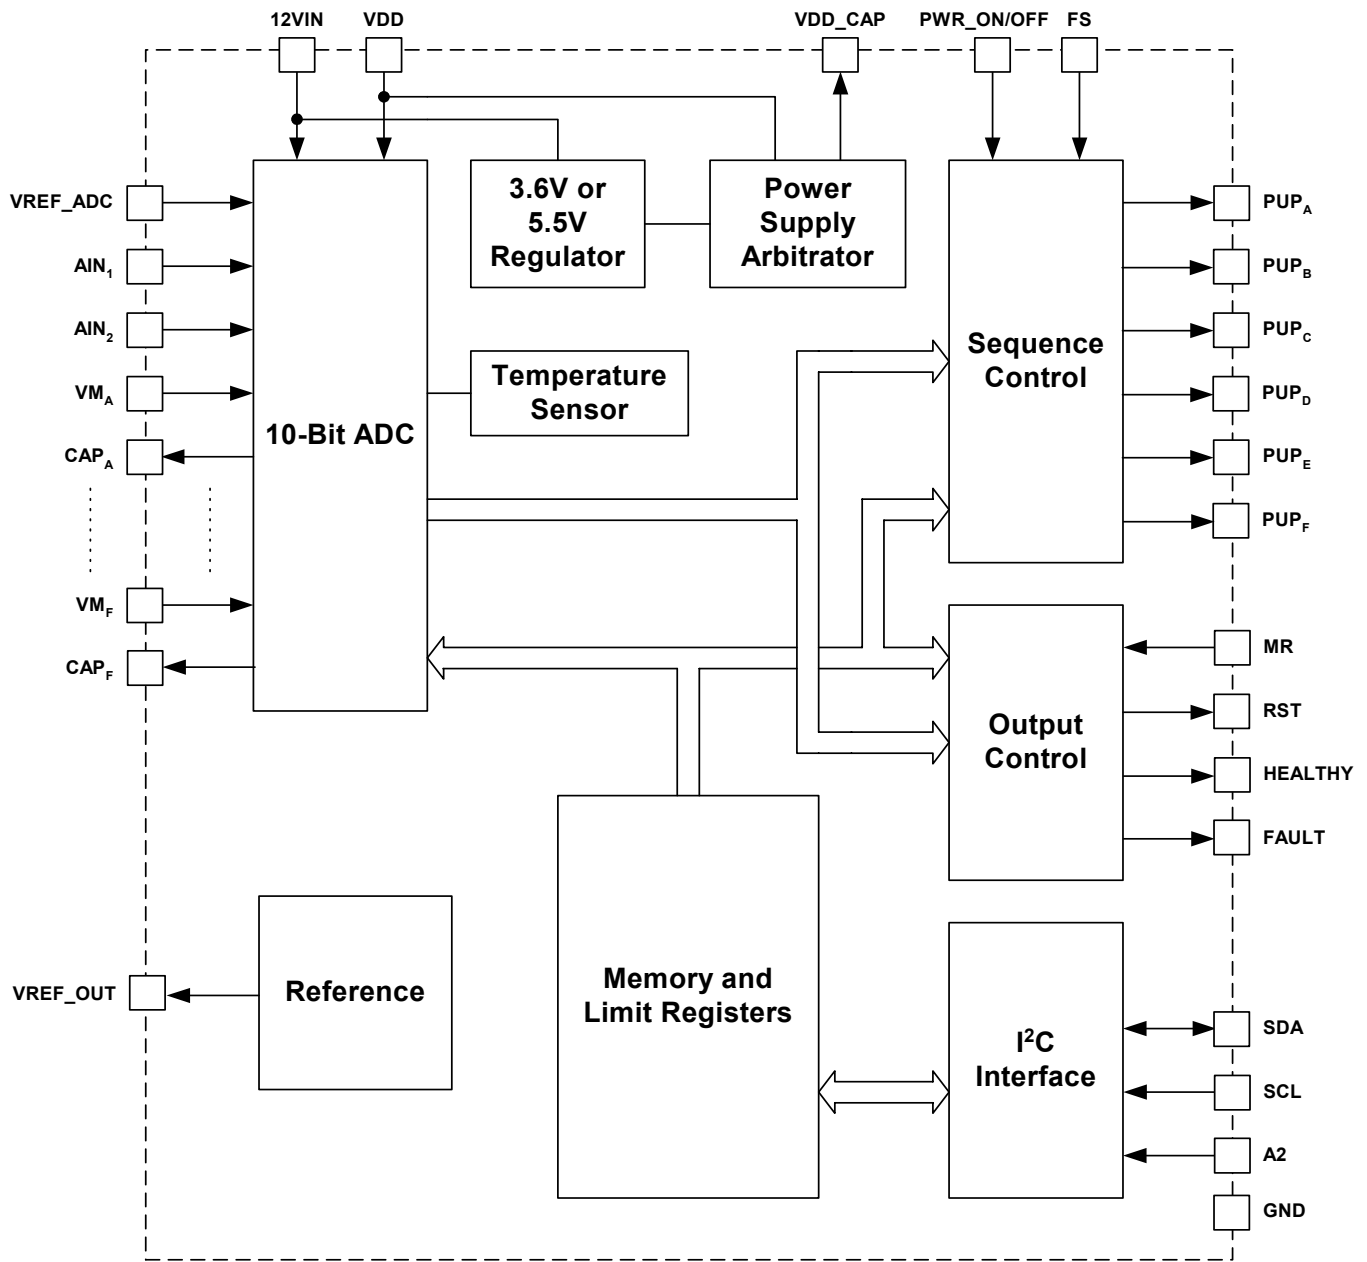 12VIN
VDD
VDD_CAP
PWR_ON/OFF
FS
VREF_ADC
AIN1
AIN2
VMA
CAPA
VMF
CAPF
VREF_OUT
10-Bit ADC
3.6V or
5.5V
Regulator
Power
Supply
Arbitrator
Temperature
Sensor
Sequence
Control
Output
Control
Memory and
Limit Registers
Reference
I²C
Interface
PUPA
PUPB
PUPC
PUPD
PUPE
PUPF
MR
RST
HEALTHY
FAULT
SDA
SCL
A2
GND